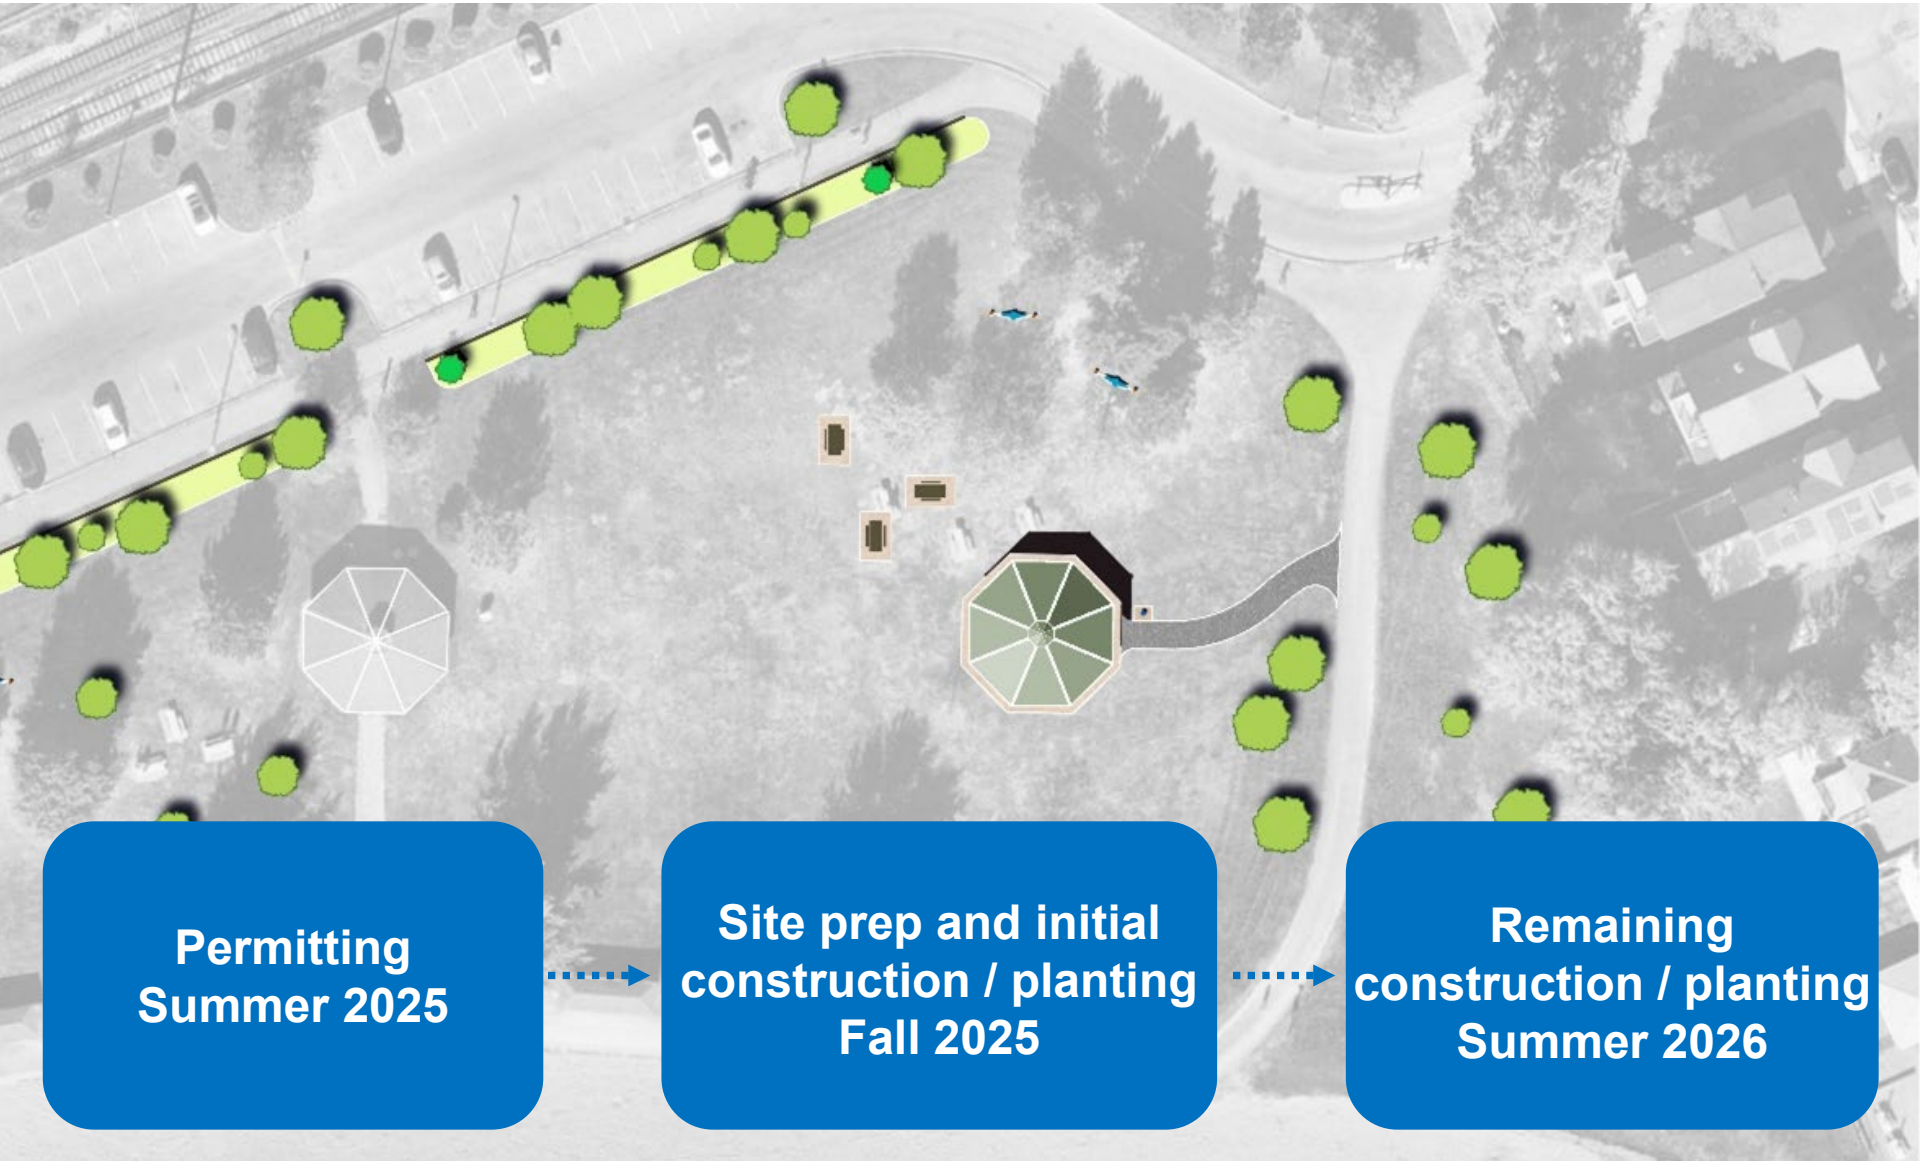 Permitting
Summer 2025
Site prep and initial
construction / planting
Fall 2025
Remaining
construction / planting
Summer 2026